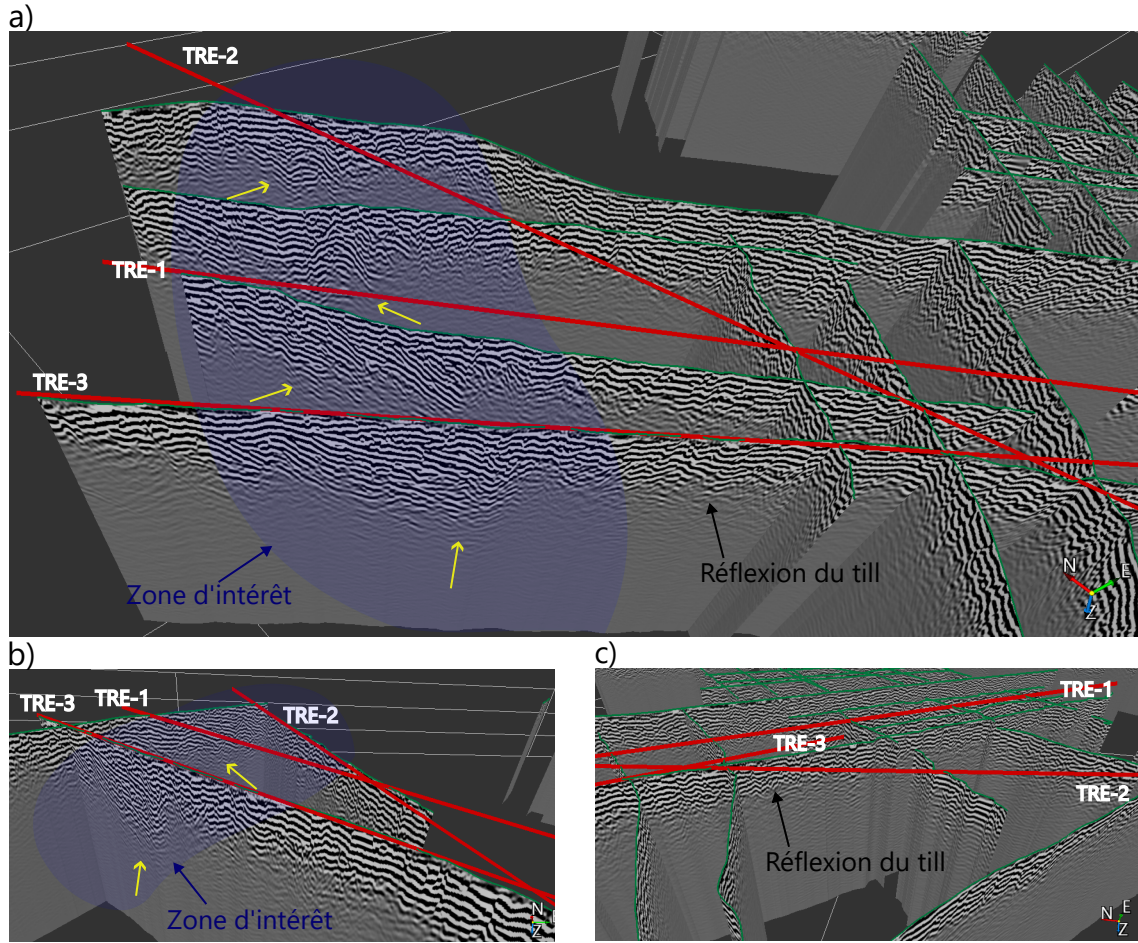 a)
TRE-2
TRE-1
TRE-3
Zone d'intérêt
Réflexion du till
N
E
Z
b)
TRE-3
TRE-1
TRE-2
Zone d'intérêt
N
E
Z
c)
TRE-1
TRE-3
TRE-2
Réflexion du till
E
N
Z